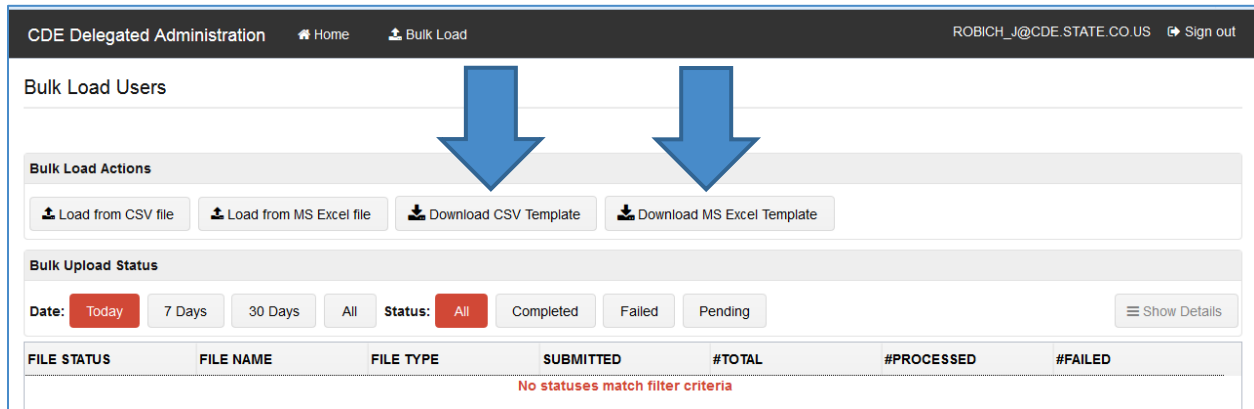 CDE Delegated Administration Home Bulk Load ROBICH_J@CDE.STATE.CO.US Sign out
Bulk Load Users
Bulk Load Actions
Load from CSV file Load from MS Excel file Download CSV Template Download MS Excel Template
Bulk Upload Status
Date: Today 7 Days 30 Days All Status: All Completed Failed Pending Show Details
FILE STATUS FILE NAME FILE TYPE SUBMITTED #TOTAL #PROCESSED #FAILED
No statuses match filter criteria